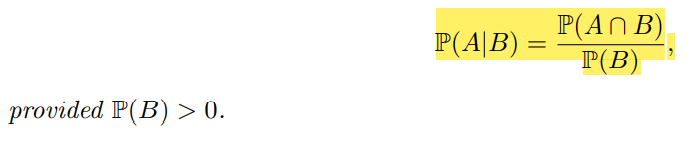 ℙ(A|B) = ℙ(A ∩ B) / ℙ(B),
provided ℙ(B) > 0.